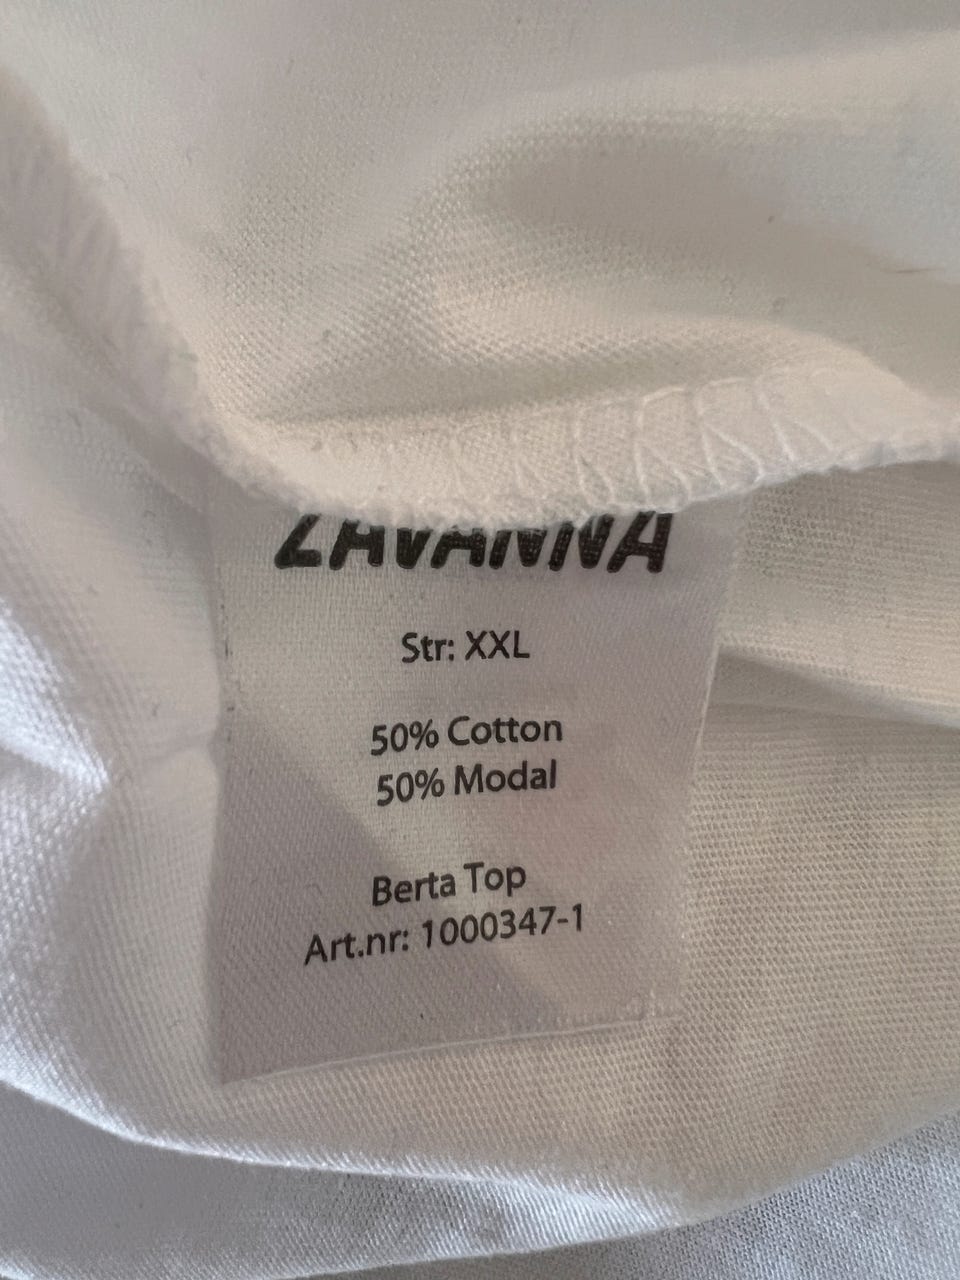 ZAVANNA
Str: XXL
50% Cotton
50% Modal
Berta Top
Art.nr: 1000347-1